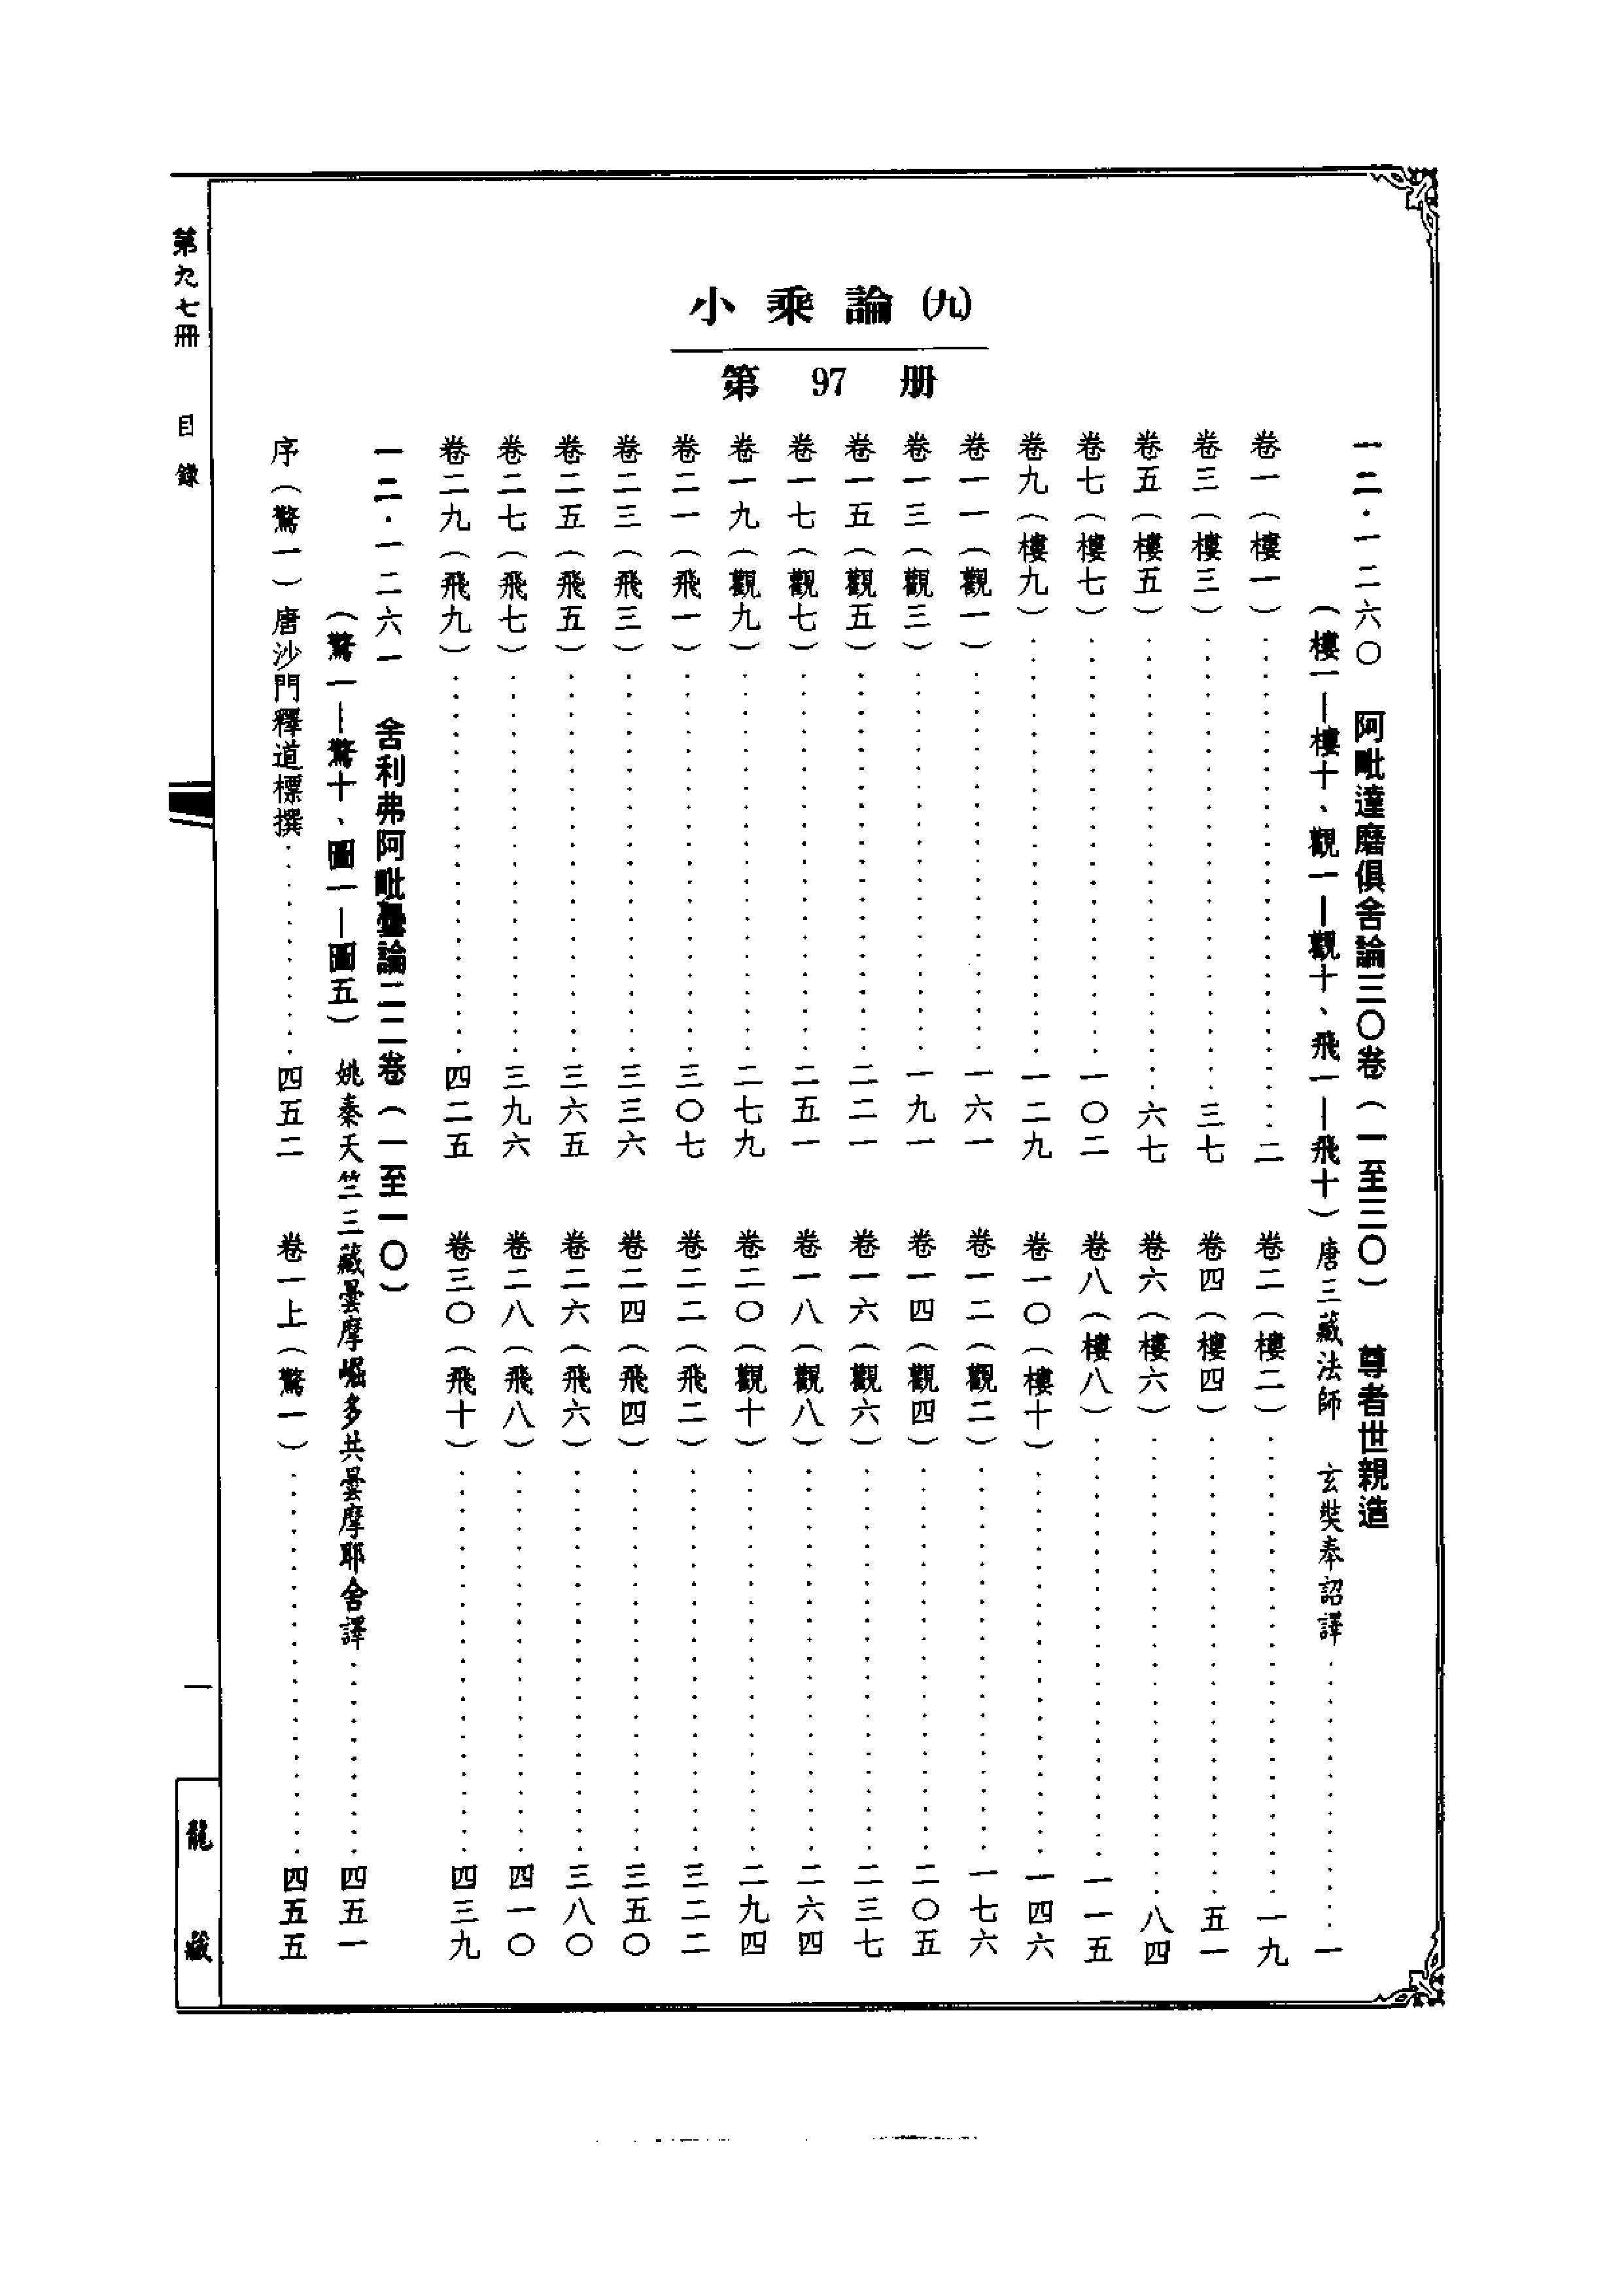 小乘論(九)
第 97 册
一二·一二六〇 阿毗達磨俱舍論三〇卷(一至三〇) 尊者世親造
(樓一—樓十、觀一—觀十、飛一—飛十)唐三藏法師 玄奘奉詔譯……一
卷一(樓一)……二 卷二(樓二)……一九
卷三(樓三)……三七 卷四(樓四)……五一
卷五(樓五)……六七 卷六(樓六)……八四
卷七(樓七)……一〇二 卷八(樓八)……一一五
卷九(樓九)……一二九 卷一〇(樓十)……一四六
卷一一(觀一)……一六一 卷一二(觀二)……一七六
卷一三(觀三)……一九一 卷一四(觀四)……二〇五
卷一五(觀五)……二二一 卷一六(觀六)……二三七
卷一七(觀七)……二五一 卷一八(觀八)……二六四
卷一九(觀九)……二七九 卷二〇(觀十)……二九四
卷二一(飛一)……三〇七 卷二二(飛二)……三二二
卷二三(飛三)……三三六 卷二四(飛四)……三五〇
卷二五(飛五)……三六五 卷二六(飛六)……三八〇
卷二七(飛七)……三九六 卷二八(飛八)……四一〇
卷二九(飛九)……四二五 卷三〇(飛十)……四三九
一二·一二六一 舍利弗阿毗曇論二二卷(一至一〇)
(驚一—驚十、圖一—圖五) 姚秦天竺三藏曇摩崛多共曇摩耶舍譯……四五一
序(驚一)唐沙門釋道標撰……四五二 卷一上(驚一)……四五五
第九七冊 目錄
一
龍藏